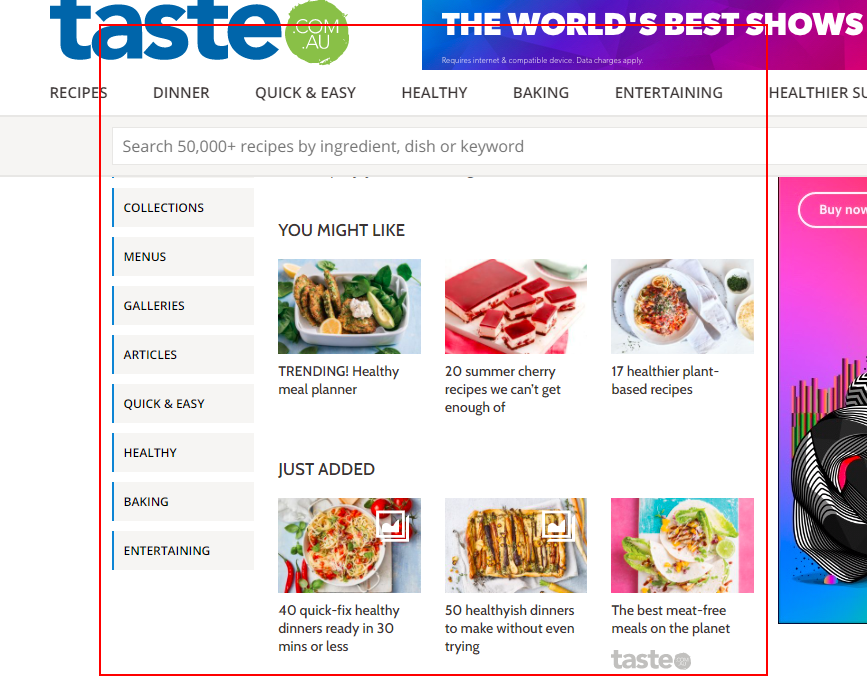 taste
.COM
.AU
THE WORLD'S BEST SHOWS
Requires internet & compatible device. Data charges apply.
RECIPES DINNER QUICK & EASY HEALTHY BAKING ENTERTAINING HEALTHIER SU
Search 50,000+ recipes by ingredient, dish or keyword
COLLECTIONS
MENUS
GALLERIES
ARTICLES
QUICK & EASY
HEALTHY
BAKING
ENTERTAINING
YOU MIGHT LIKE
TRENDING! Healthy
meal planner
20 summer cherry
recipes we can't get
enough of
17 healthier plant-
based recipes
JUST ADDED
40 quick-fix healthy
dinners ready in 30
mins or less
50 healthyish dinners
to make without even
trying
The best meat-free
meals on the planet
taste
Buy now